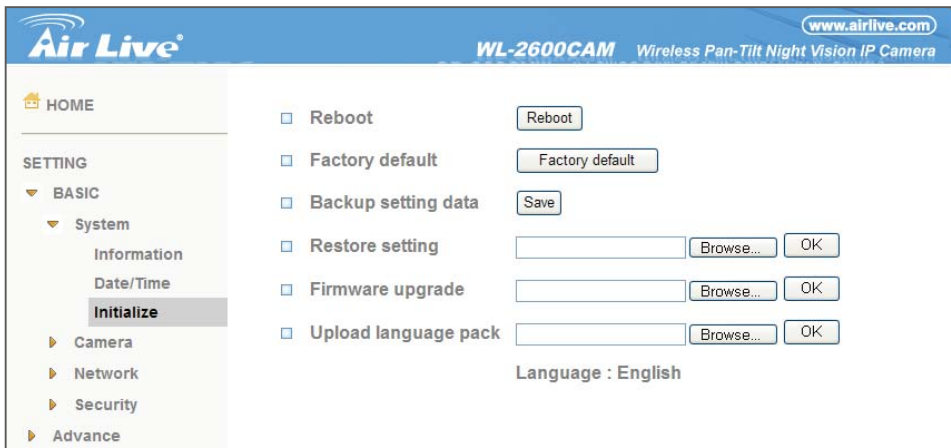 www.airlive.com
Air Live®
WL-2600CAM Wireless Pan-Tilt Night Vision IP Camera
HOME
SETTING
BASIC
System
Information
Date/Time
Initialize
Camera
Network
Security
Advance
Reboot Reboot
Factory default Factory default
Backup setting data Save
Restore setting Browse... OK
Firmware upgrade Browse... OK
Upload language pack Browse... OK
Language : English